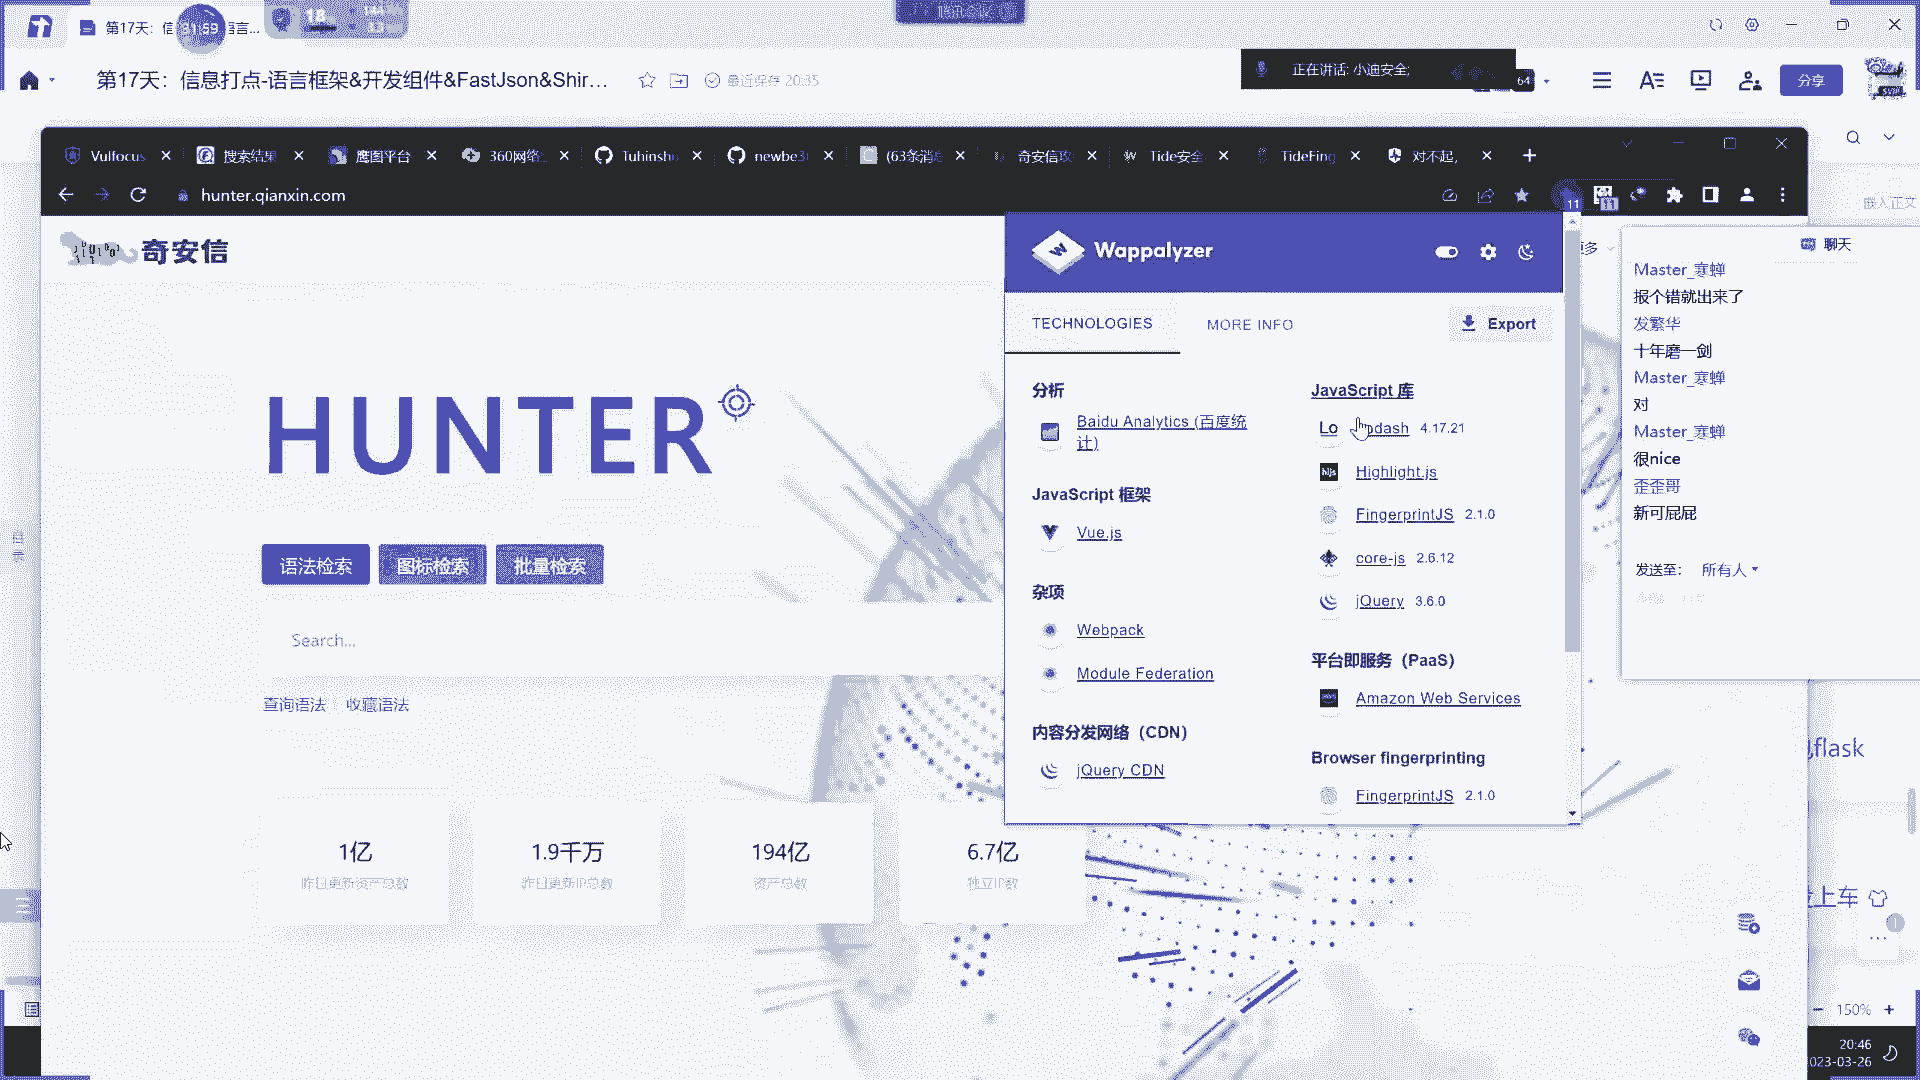 第17天：信
31:59
言...
18
第17天：信息打点-语言框架&开发组件&FastJson&Shir...
最近保存 20:35
正在讲话: 小迪安全;
64
分享
Vulfocus
搜索结果
鹰图平台
360网络
Tuhinshu
newbe3
(63条消
奇安信攻
Tide安全
TideFing
对不起,
hunter.qianxin.com
11
11
嵌入正文
奇安信
Wappalyzer
TECHNOLOGIES
MORE INFO
Export
分析
Baidu Analytics (百度统
计)
JavaScript 框架
Vue.js
杂项
Webpack
Module Federation
内容分发网络（CDN）
jQuery CDN
JavaScript 库
Lo
dash 4.17.21
Highlight.js
FingerprintJS 2.1.0
core-js 2.6.12
jQuery 3.6.0
平台即服务（PaaS）
Amazon Web Services
Browser fingerprinting
FingerprintJS 2.1.0
HUNTER
语法检索
图标检索
批量检索
Search...
查询语法
收藏语法
1亿
昨日更新资产总数
1.9千万
昨日更新IP总数
194亿
资产总数
6.7亿
独立IP数
聊天
Master_寒蝉
报个错就出来了
发繁华
十年磨一剑
Master_寒蝉
对
Master_寒蝉
很nice
歪歪哥
新可屁屁
发送至：
所有人
flask
上车
目录
150%
20:46
023-03-26